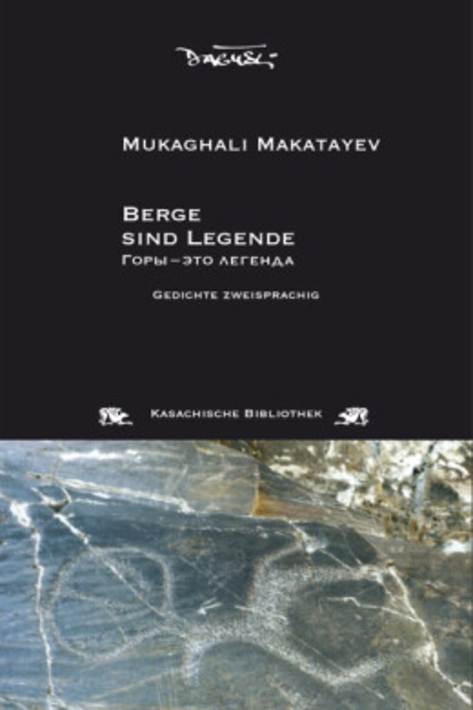 MUKAGHALI MAKATAYEV
BERGE
SIND LEGENDE
ГОРЫ – ЭТО ЛЕГЕНДА
GEDICHTE ZWEISPRACHIG
KASACHISCHE BIBLIOTHEK